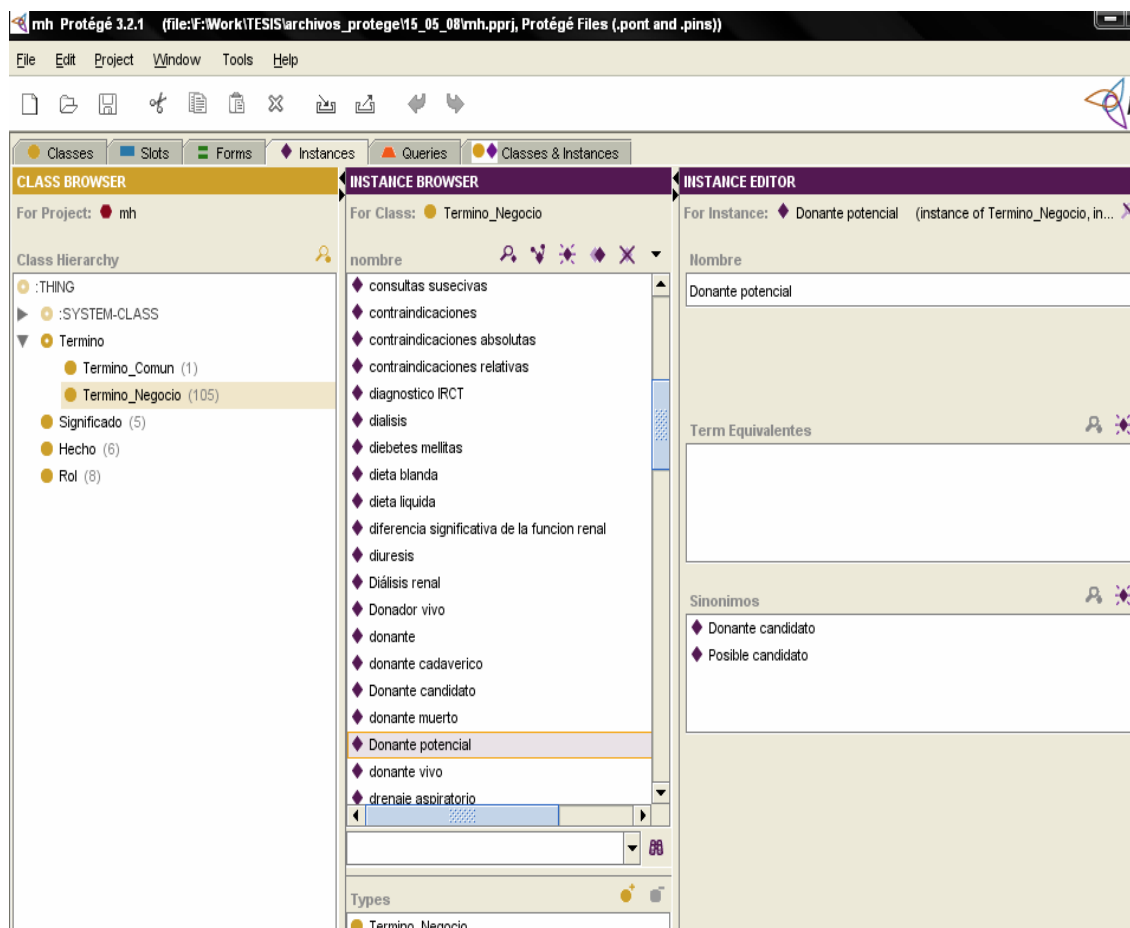 mh Protégé 3.2.1 (file:\F:\Work\TESIS\archivos_protege\15_05_08\mh.pprj, Protégé Files (.pont and .pins))
File Edit Project Window Tools Help
Classes Slots Forms Instances Queries Classes & Instances
CLASS BROWSER
For Project: mh
Class Hierarchy
:THING
:SYSTEM-CLASS
Termino
Termino_Comun (1)
Termino_Negocio (105)
Significado (5)
Hecho (6)
Rol (8)
INSTANCE BROWSER
For Class: Termino_Negocio
nombre
consultas susecivas
contraindicaciones
contraindicaciones absolutas
contraindicaciones relativas
diagnostico IRCT
dialisis
diebetes mellitas
dieta blanda
dieta liquida
diferencia significativa de la funcion renal
diuresis
Diálisis renal
Donador vivo
donante
donante cadaverico
Donante candidato
donante muerto
Donante potencial
donante vivo
drenaje aspiratorio
Types
Termino_Negocio
INSTANCE EDITOR
For Instance: Donante potencial (instance of Termino_Negocio, in...
Nombre
Donante potencial
Term Equivalentes
Sinonimos
Donante candidato
Posible candidato